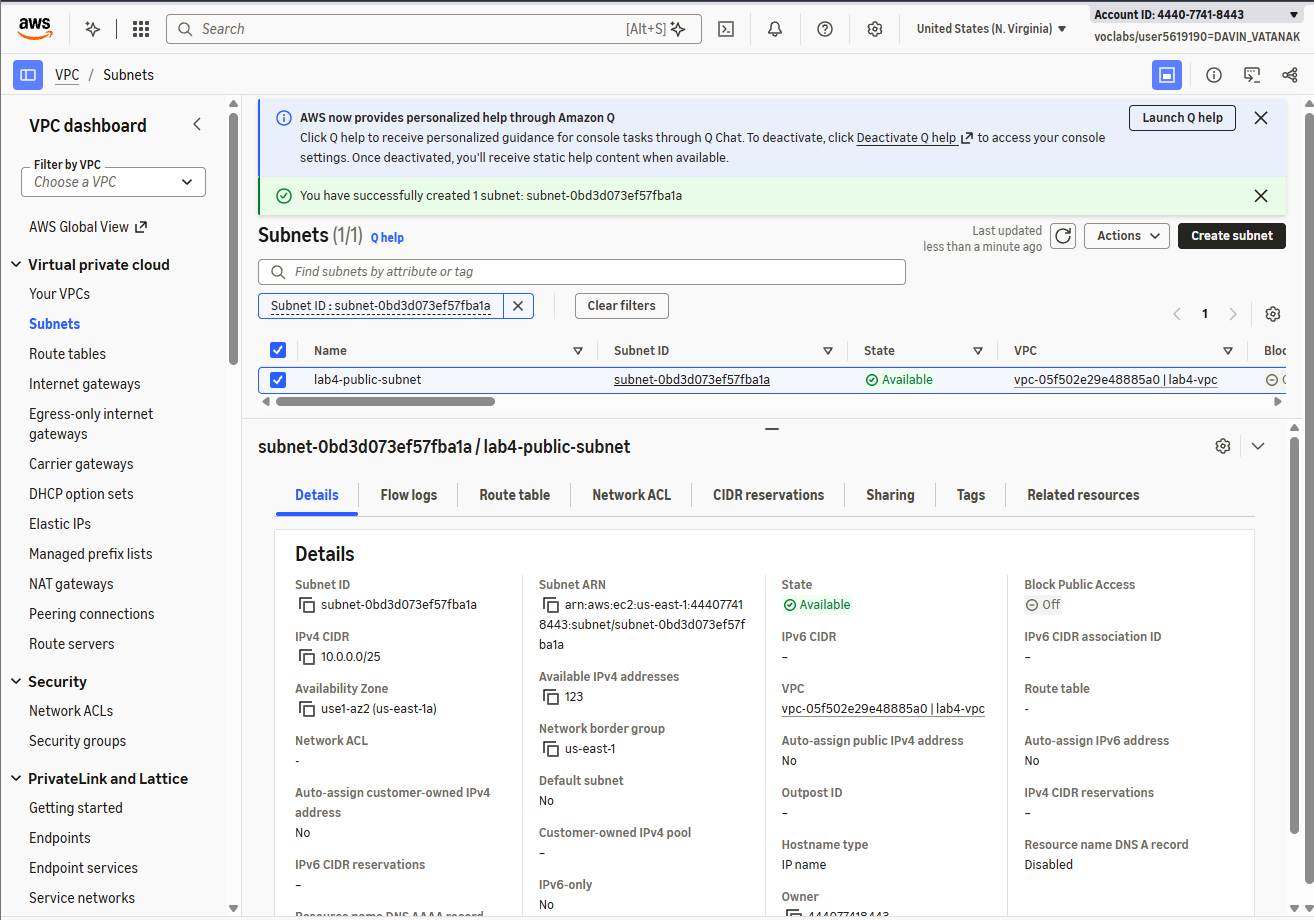 aws
Search
[Alt+S]
United States (N. Virginia)
Account ID: 4440-7741-8443
voclabs/user5619190=DAVIN_VATANAK
VPC / Subnets
VPC dashboard
Filter by VPC
Choose a VPC
AWS Global View
Virtual private cloud
Your VPCs
Subnets
Route tables
Internet gateways
Egress-only internet
gateways
Carrier gateways
DHCP option sets
Elastic IPs
Managed prefix lists
NAT gateways
Peering connections
Route servers
Security
Network ACLs
Security groups
PrivateLink and Lattice
Getting started
Endpoints
Endpoint services
Service networks
AWS now provides personalized help through Amazon Q
Click Q help to receive personalized guidance for console tasks through Q Chat. To deactivate, click Deactivate Q help to access your console
settings. Once deactivated, you'll receive static help content when available.
Launch Q help
You have successfully created 1 subnet: subnet-0bd3d073ef57fba1a
Subnets (1/1) Q help
Last updated
less than a minute ago
Actions
Create subnet
Find subnets by attribute or tag
Subnet ID : subnet-0bd3d073ef57fba1a
Clear filters
1
Name Subnet ID State VPC Bloc
lab4-public-subnet subnet-0bd3d073ef57fba1a Available vpc-05f502e29e48885a0 | lab4-vpc
subnet-0bd3d073ef57fba1a / lab4-public-subnet
Details Flow logs Route table Network ACL CIDR reservations Sharing Tags Related resources
Details
Subnet ID
subnet-0bd3d073ef57fba1a
IPv4 CIDR
10.0.0.0/25
Availability Zone
use1-az2 (us-east-1a)
Network ACL
-
Auto-assign customer-owned IPv4
address
No
IPv6 CIDR reservations
–
Resource name DNS AAAA record
Subnet ARN
arn:aws:ec2:us-east-1:44407741
8443:subnet/subnet-0bd3d073ef57f
ba1a
Available IPv4 addresses
123
Network border group
us-east-1
Default subnet
No
Customer-owned IPv4 pool
–
IPv6-only
No
State
Available
IPv6 CIDR
–
VPC
vpc-05f502e29e48885a0 | lab4-vpc
Auto-assign public IPv4 address
No
Outpost ID
–
Hostname type
IP name
Owner
444077418443
Block Public Access
Off
IPv6 CIDR association ID
–
Route table
-
Auto-assign IPv6 address
No
IPv4 CIDR reservations
–
Resource name DNS A record
Disabled